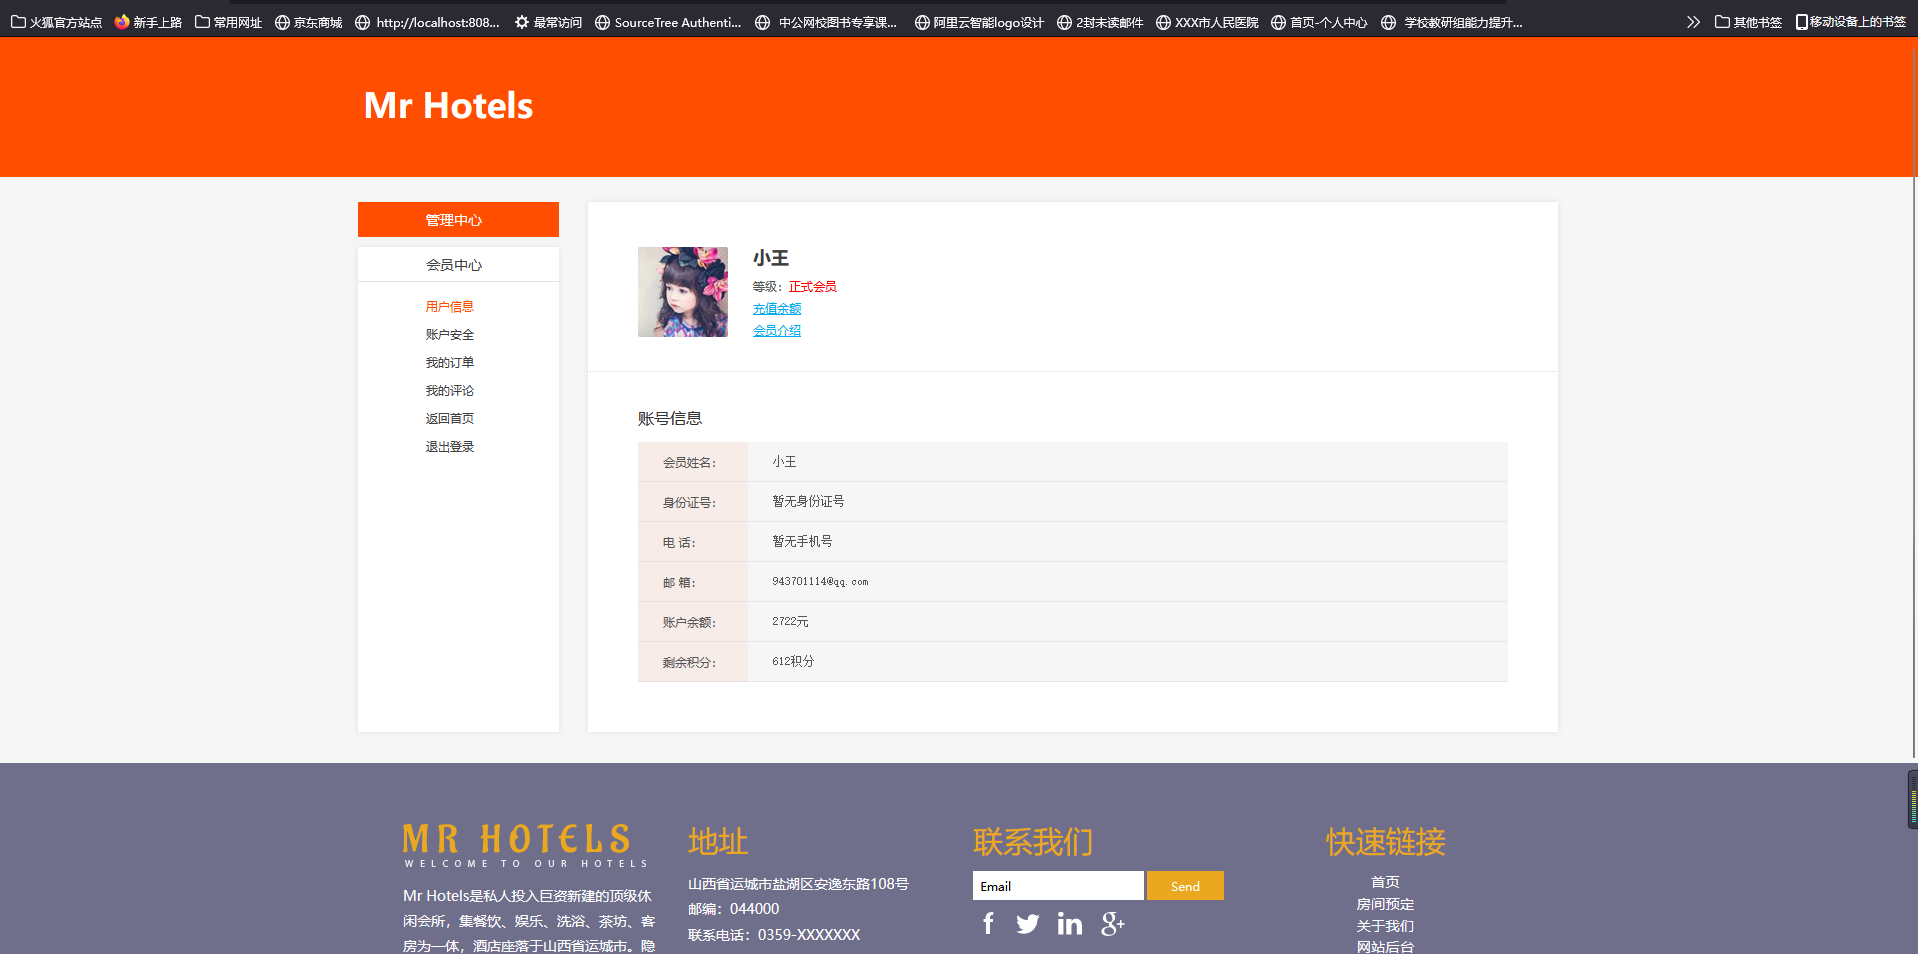 火狐官方站点 新手上路 常用网址 京东商城 http://localhost:808... 最常访问 SourceTree Authenti... 中公网校图书专享课... 阿里云智能logo设计 2封未读邮件 XXX市人民医院 首页-个人中心 学校教研组能力提升... 其他书签 移动设备上的书签
Mr Hotels
管理中心
会员中心
用户信息
账户安全
我的订单
我的评论
返回首页
退出登录
小王
等级：正式会员
充值余额
会员介绍
账号信息
会员姓名： 小王
身份证号： 暂无身份证号
电 话： 暂无手机号
邮 箱： 943701114@qq.com
账户余额： 2722元
剩余积分： 612积分
MR HOTELS
WELCOME TO OUR HOTELS
Mr Hotels是私人投入巨资新建的顶级休
闲会所，集餐饮、娱乐、洗浴、茶坊、客
房为一体，酒店座落于山西省运城市。隐
地址
山西省运城市盐湖区安逸东路108号
邮编：044000
联系电话：0359-XXXXXXX
联系我们
Email Send
快速链接
首页
房间预定
关于我们
网站后台